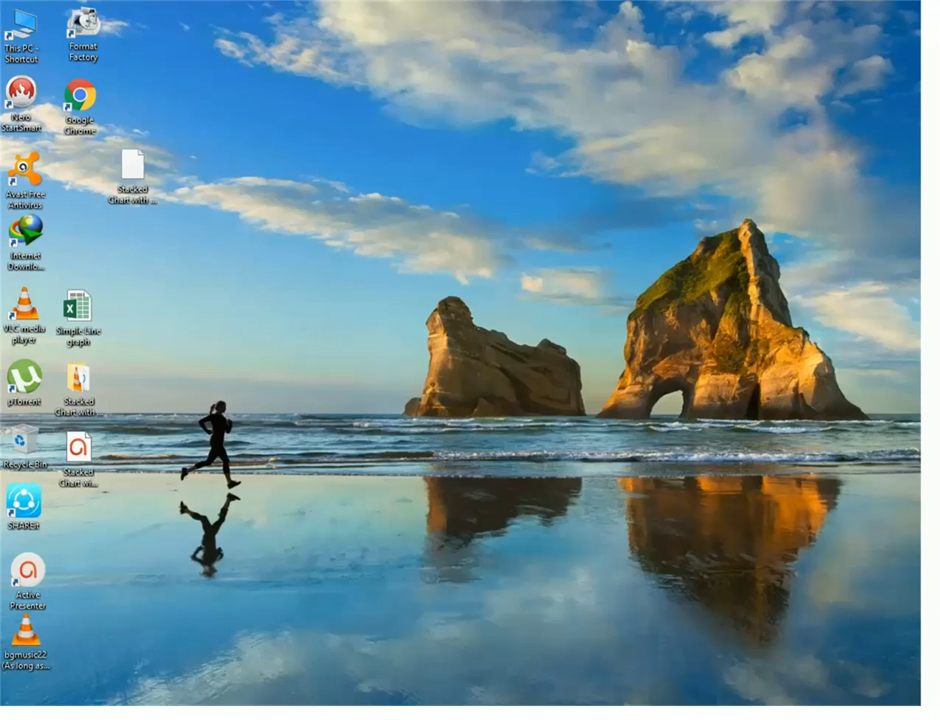 This PC -
Shortcut
Format
Factory
Nero
StartSmart
Google
Chrome
Avast Free
Antivirus
Stacked
Chart with ...
Internet
Downlo...
VLC media
player
Simple Line
graph
µTorrent
Stacked
Chart with ...
Recycle Bin
Stacked
Chart wi...
SHAREit
Active
Presenter
bgmusic22
(As long as...